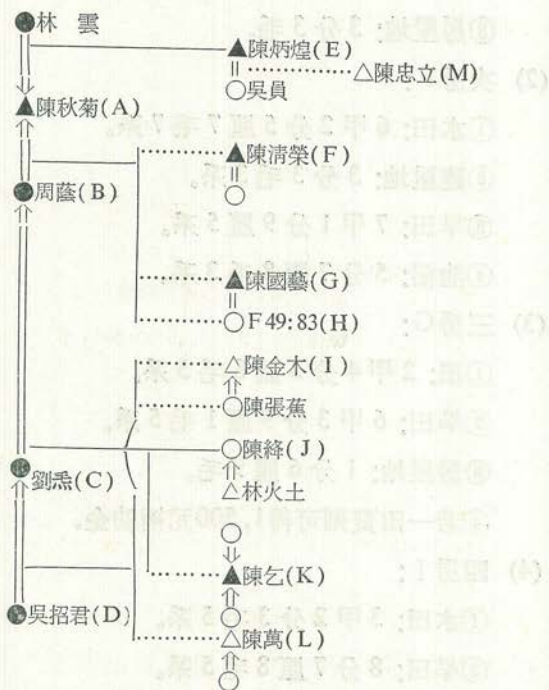 林雲
陳炳煌(E)
陳忠立(M)
吳員
陳秋菊(A)
陳清榮(F)
周蘞(B)
陳國藝(G)
F49:83(H)
陳金木(I)
陳張蕉
陳絳(J)
劉𤆬(C)
林火土
陳乞(K)
吳招君(D)
陳萬(L)